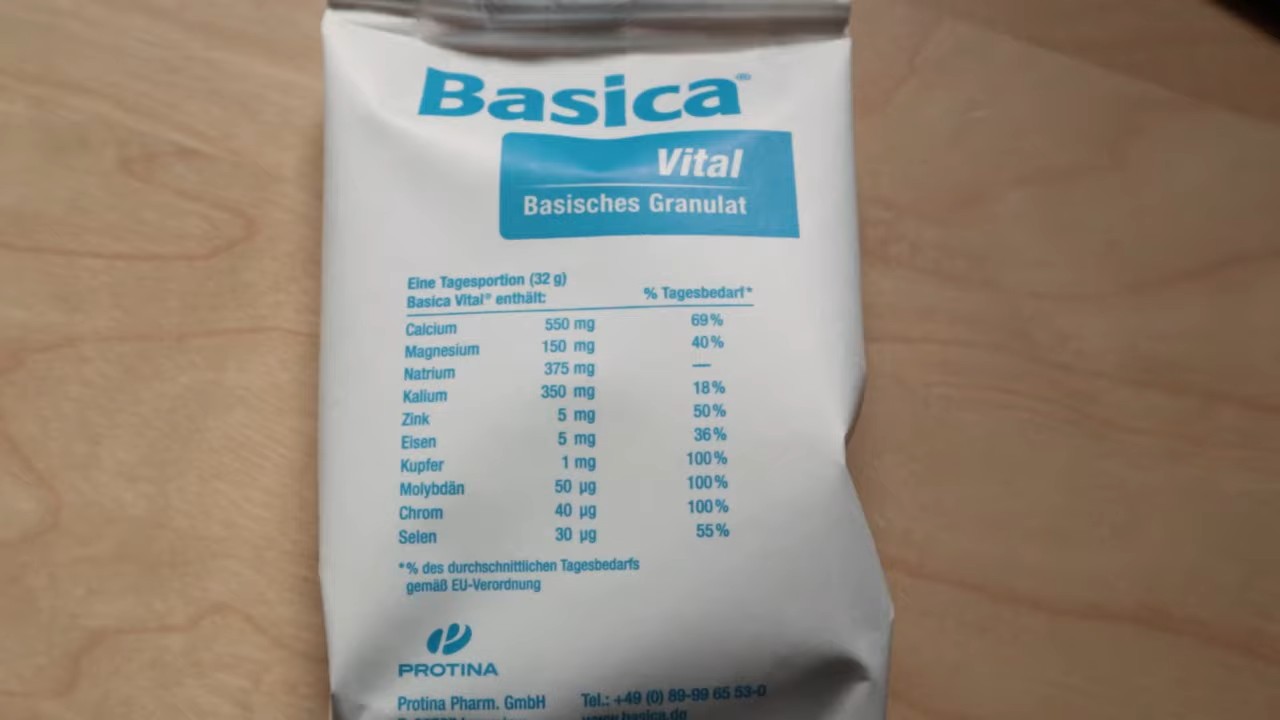 Basica®
Vital
Basisches Granulat
Eine Tagesportion (32 g)
Basica Vital® enthält: % Tagesbedarf*
Calcium 550 mg 69%
Magnesium 150 mg 40%
Natrium 375 mg —
Kalium 350 mg 18%
Zink 5 mg 50%
Eisen 5 mg 36%
Kupfer 1 mg 100%
Molybdän 50 µg 100%
Chrom 40 µg 100%
Selen 30 µg 55%
*% des durchschnittlichen Tagesbedarfs
gemäß EU-Verordnung
PROTINA
Protina Pharm. GmbH Tel.: +49 (0) 89-99 65 53-0
www.basica.de